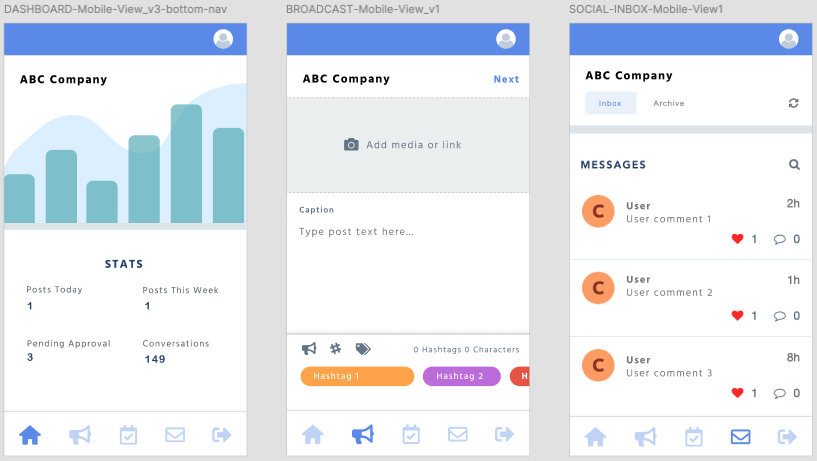 DASHBOARD-Mobile-View_v3-bottom-nav
ABC Company
STATS
Posts Today
1
Posts This Week
1
Pending Approval
3
Conversations
149
BROADCAST-Mobile-View_v1
ABC Company
Next
Add media or link
Caption
Type post text here...
0 Hashtags 0 Characters
Hashtag 1
Hashtag 2
H
SOCIAL-INBOX-Mobile-View1
ABC Company
Inbox
Archive
MESSAGES
C
User
2h
User comment 1
1
0
C
User
1h
User comment 2
1
0
C
User
8h
User comment 3
1
0